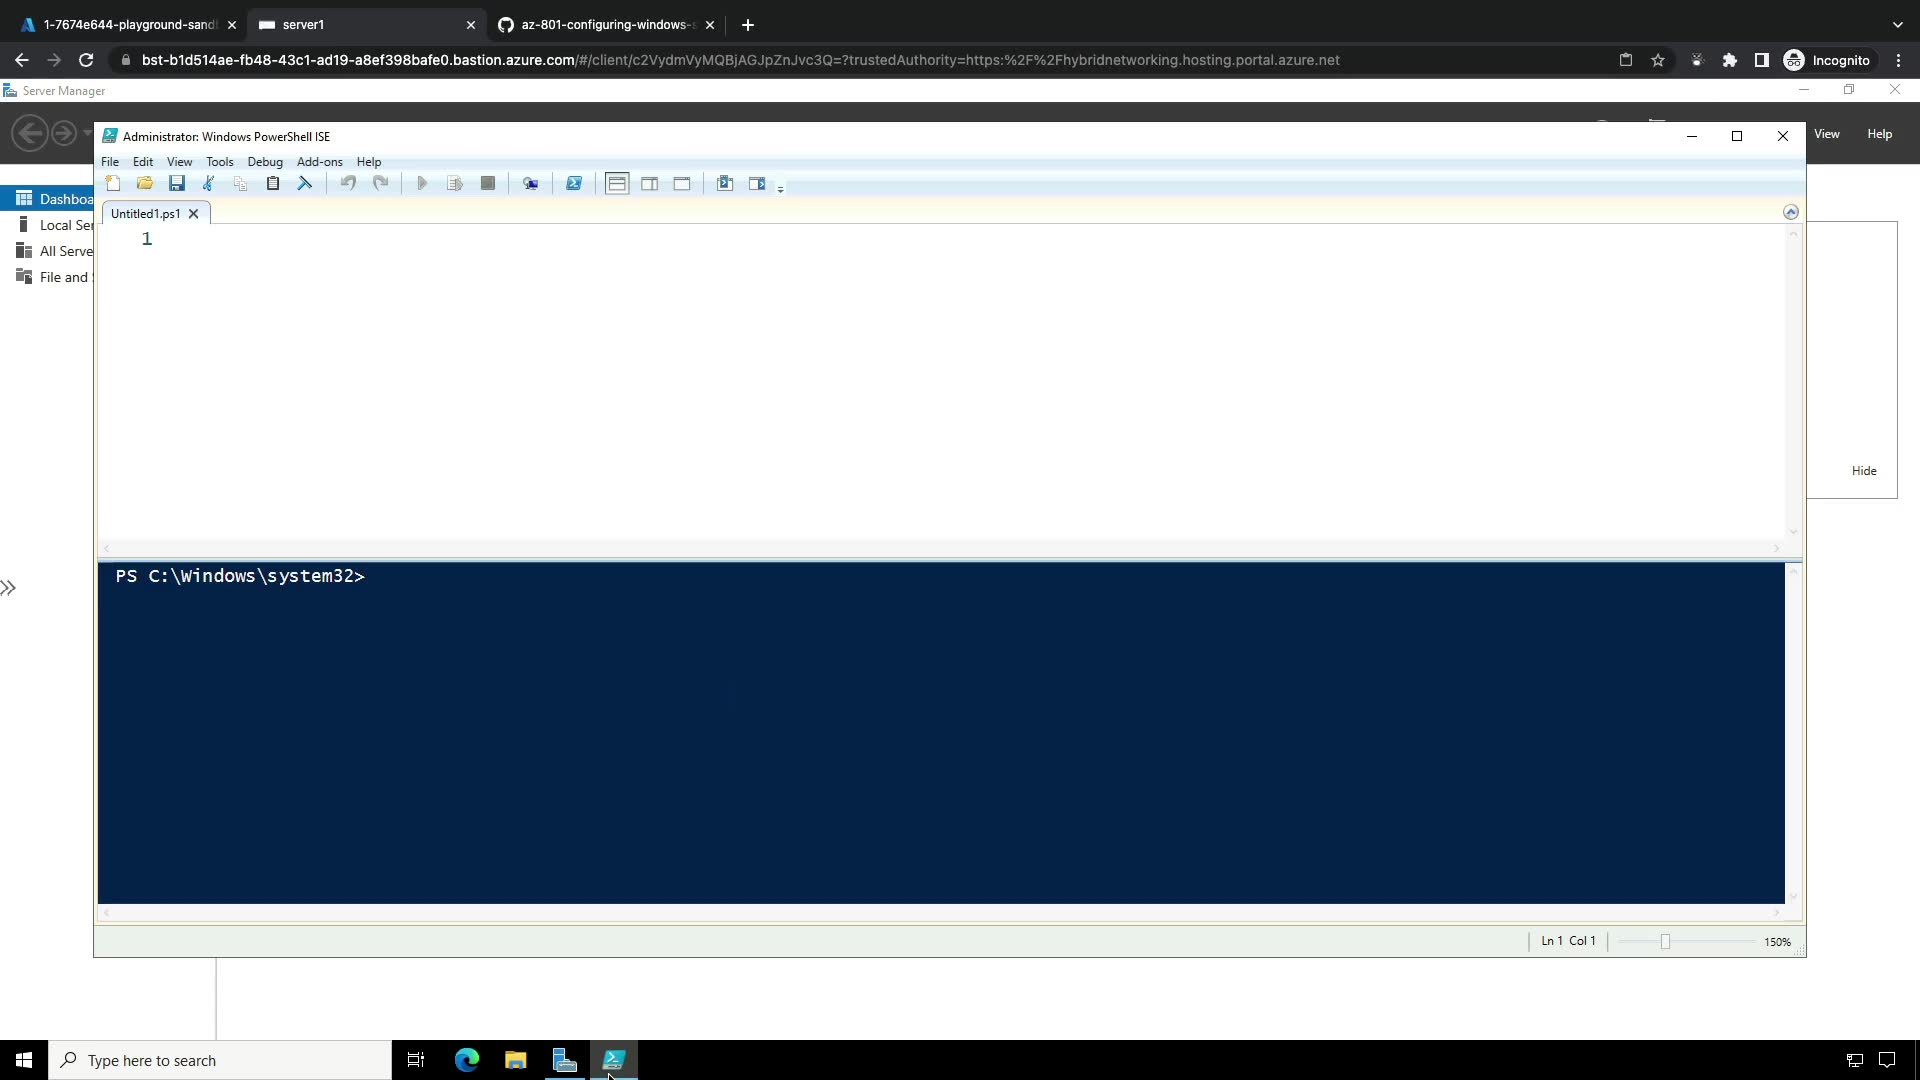 1-7674e644-playground-sand
server1
az-801-configuring-windows-s
bst-b1d514ae-fb48-43c1-ad19-a8ef398bafe0.bastion.azure.com/#/client/c2VydmVyMQBjAGJpZnJvc3Q=?trustedAuthority=https:%2F%2Fhybridnetworking.hosting.portal.azure.net
Incognito
Server Manager
View Help
Administrator: Windows PowerShell ISE
File Edit View Tools Debug Add-ons Help
Dashboa
Local Ser
All Serve
File and
Untitled1.ps1
1
Hide
PS C:\Windows\system32>
Ln 1 Col 1
150%
Type here to search